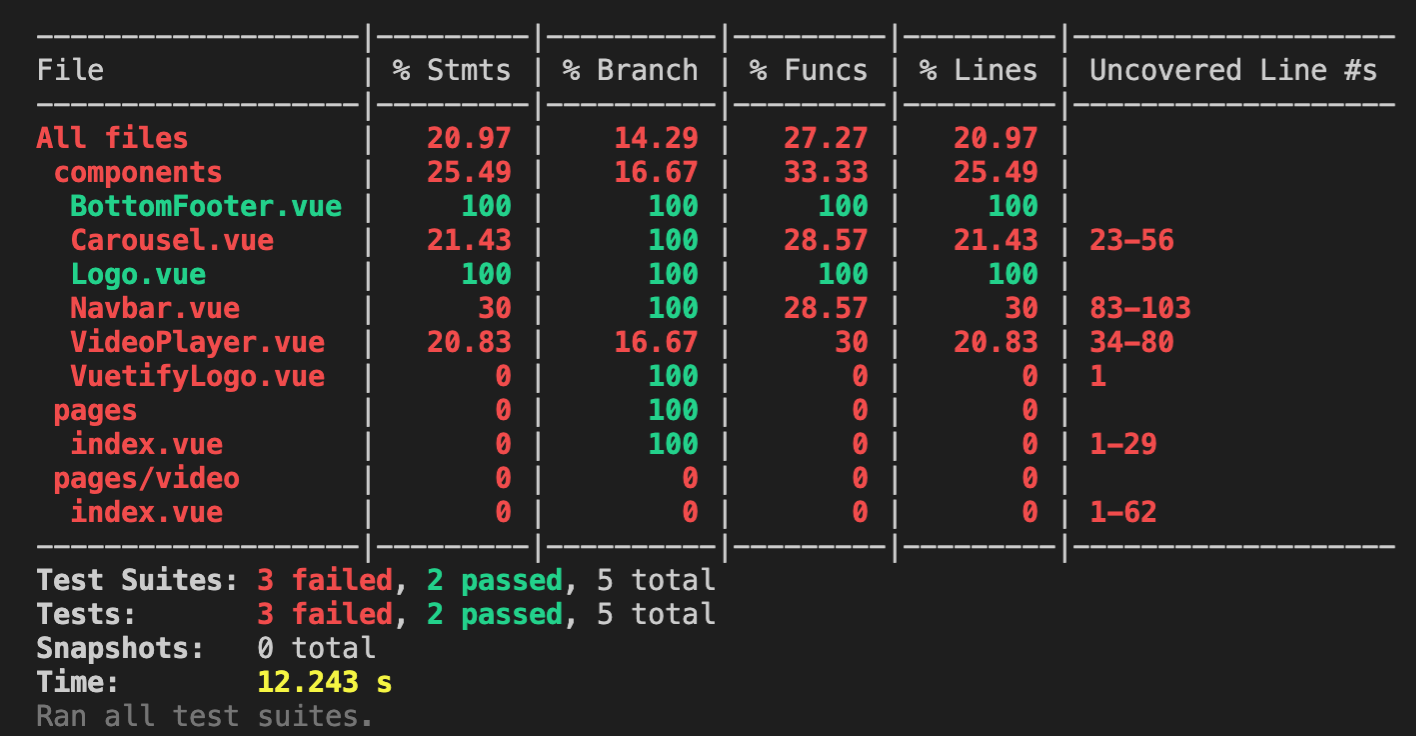 -------------------|---------|----------|---------|---------|-------------------
File               | % Stmts | % Branch | % Funcs | % Lines | Uncovered Line #s
-------------------|---------|----------|---------|---------|-------------------
All files          |   20.97 |    14.29 |   27.27 |   20.97 |
 components        |   25.49 |    16.67 |   33.33 |   25.49 |
  BottomFooter.vue |     100 |      100 |     100 |     100 |
  Carousel.vue     |   21.43 |      100 |   28.57 |   21.43 | 23-56
  Logo.vue         |     100 |      100 |     100 |     100 |
  Navbar.vue       |      30 |      100 |   28.57 |      30 | 83-103
  VideoPlayer.vue  |   20.83 |    16.67 |      30 |   20.83 | 34-80
  VuetifyLogo.vue  |       0 |      100 |       0 |       0 | 1
 pages             |       0 |      100 |       0 |       0 |
  index.vue        |       0 |      100 |       0 |       0 | 1-29
 pages/video       |       0 |        0 |       0 |       0 |
  index.vue        |       0 |        0 |       0 |       0 | 1-62
-------------------|---------|----------|---------|---------|-------------------
Test Suites: 3 failed, 2 passed, 5 total
Tests:       3 failed, 2 passed, 5 total
Snapshots:   0 total
Time:        12.243 s
Ran all test suites.